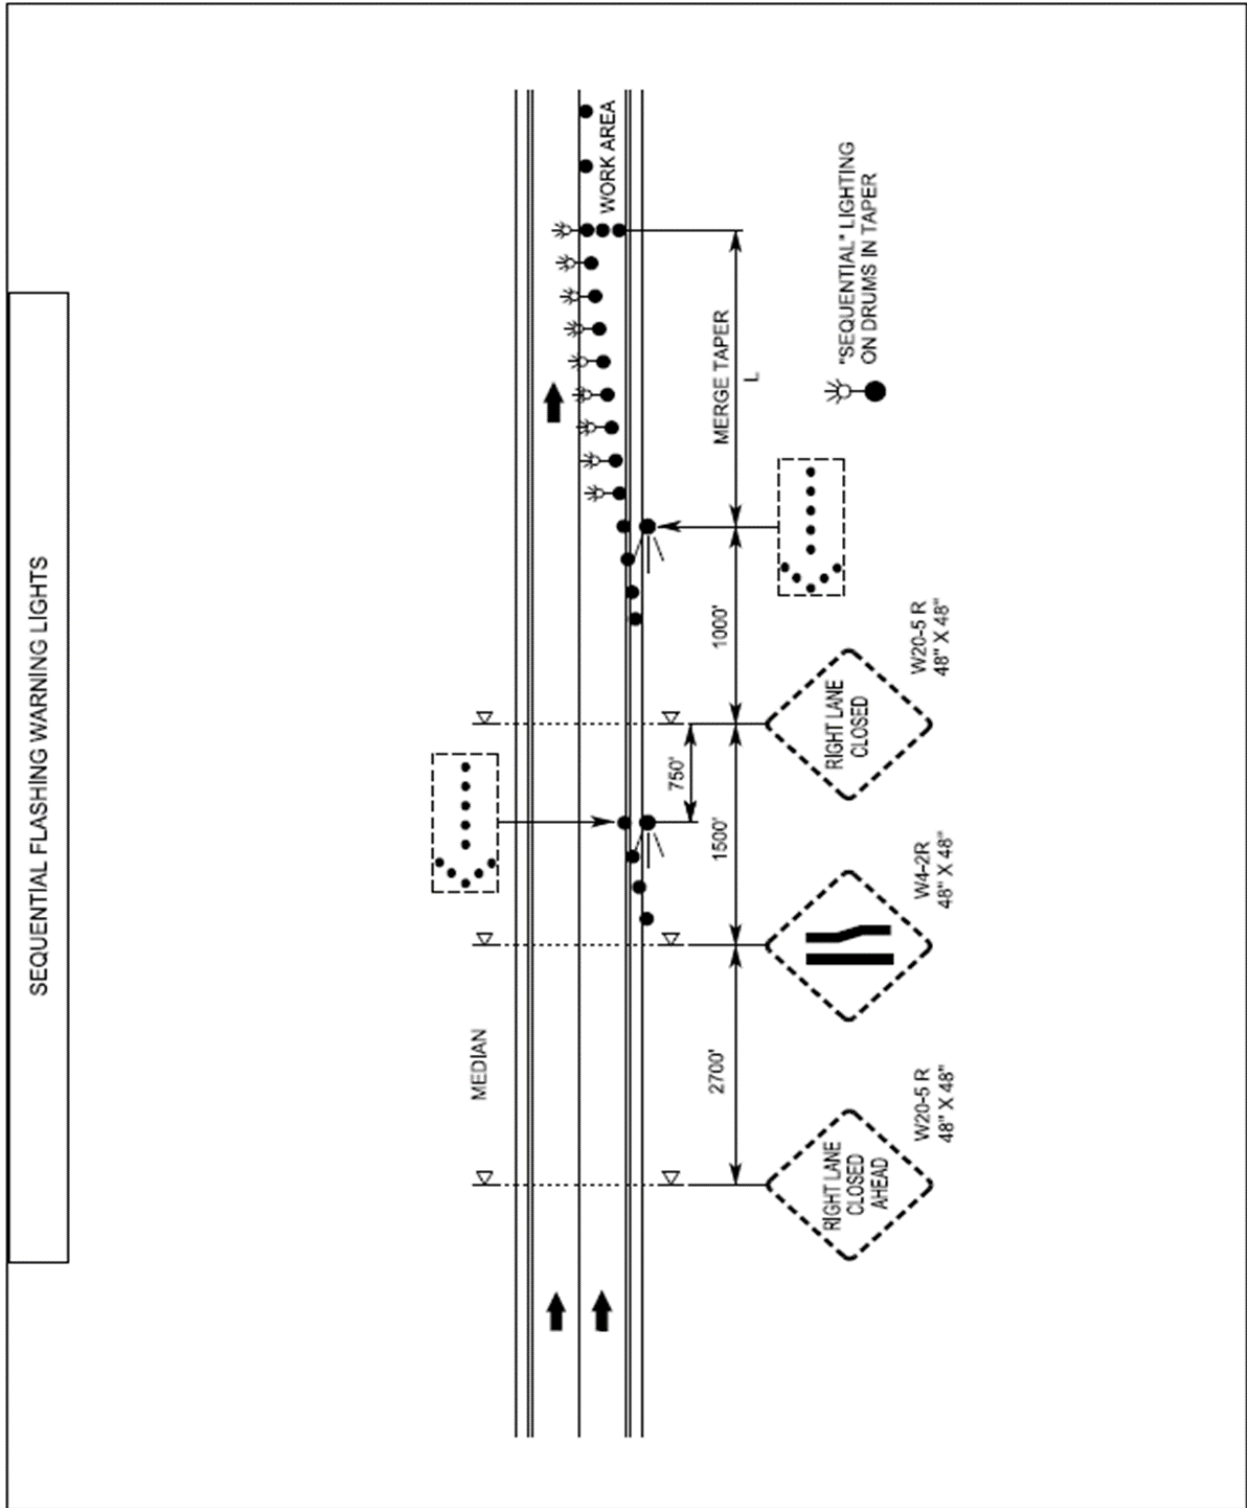 SEQUENTIAL FLASHING WARNING LIGHTS
MEDIAN
WORK AREA
MERGE TAPER
L
1000'
750'
1500'
2700'
"SEQUENTIAL" LIGHTING
ON DRUMS IN TAPER
RIGHT LANE
CLOSED
W20-5 R
48" X 48"
W4-2R
48" X 48"
RIGHT LANE
CLOSED
AHEAD
W20-5 R
48" X 48"